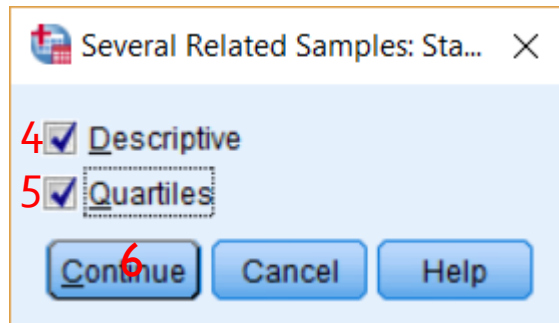 Several Related Samples: Sta...
4 Descriptive
5 Quartiles
Continue 6 Cancel Help